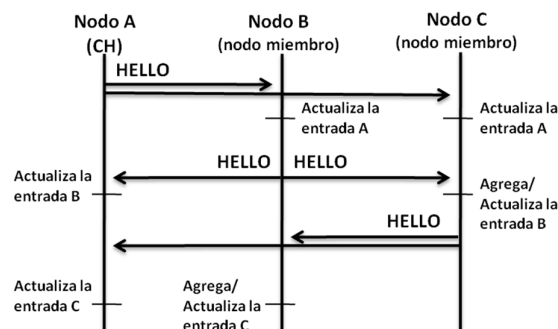 Nodo A
(CH)
Nodo B
(nodo miembro)
Nodo C
(nodo miembro)
HELLO
Actualiza la
entrada A
Actualiza la
entrada A
HELLO
HELLO
Actualiza la
entrada B
Agrega/
Actualiza la
entrada B
HELLO
Actualiza la
entrada C
Agrega/
Actualiza la
entrada C